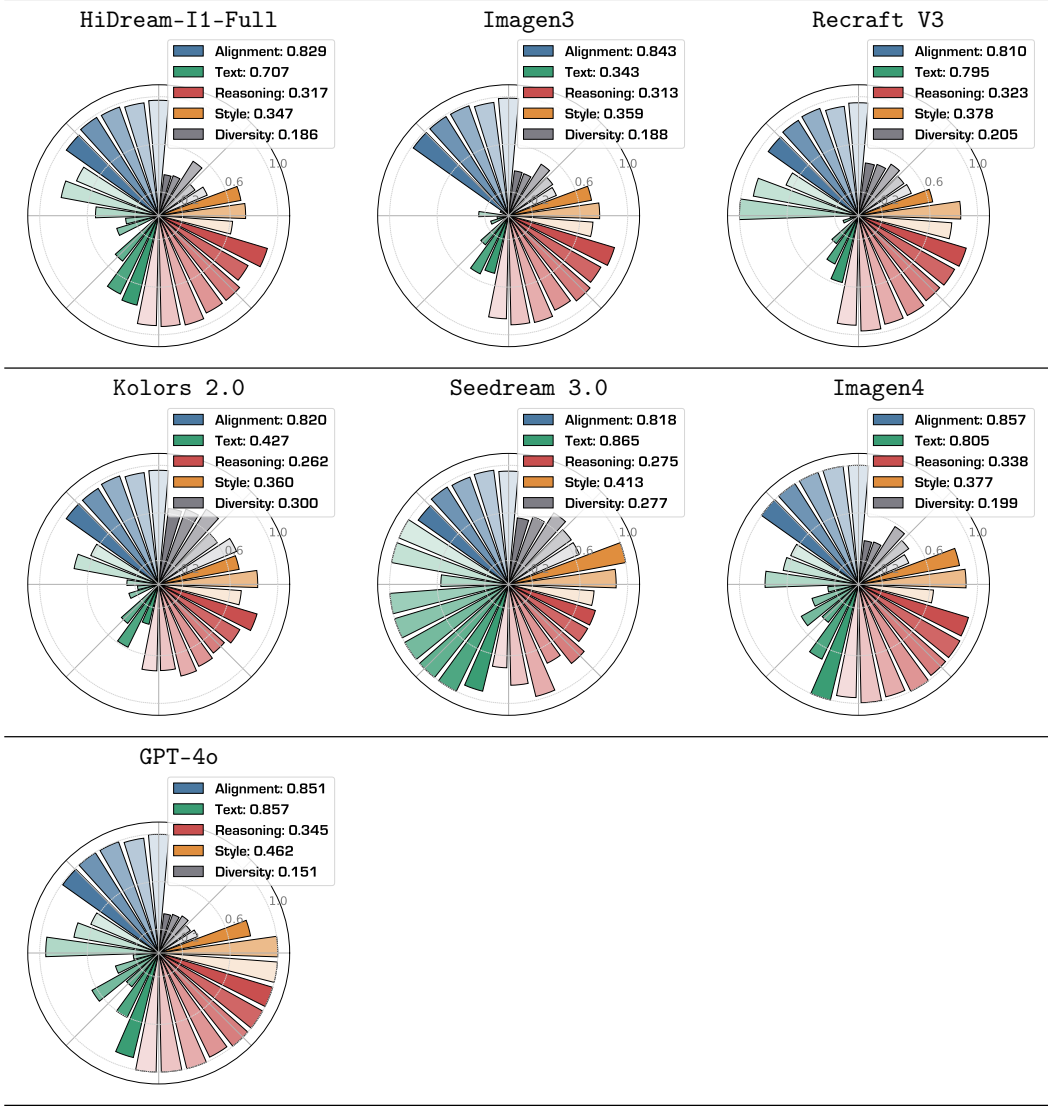 HiDream-I1-Full
Alignment: 0.829
Text: 0.707
Reasoning: 0.317
Style: 0.347
Diversity: 0.186
1.0
0.6
Imagen3
Alignment: 0.843
Text: 0.343
Reasoning: 0.313
Style: 0.359
Diversity: 0.188
1.0
0.6
Recraft V3
Alignment: 0.810
Text: 0.795
Reasoning: 0.323
Style: 0.378
Diversity: 0.205
1.0
0.6
Kolors 2.0
Alignment: 0.820
Text: 0.427
Reasoning: 0.262
Style: 0.360
Diversity: 0.300
1.0
0.6
Seedream 3.0
Alignment: 0.818
Text: 0.865
Reasoning: 0.275
Style: 0.413
Diversity: 0.277
1.0
0.6
Imagen4
Alignment: 0.857
Text: 0.805
Reasoning: 0.338
Style: 0.377
Diversity: 0.199
1.0
0.6
GPT-4o
Alignment: 0.851
Text: 0.857
Reasoning: 0.345
Style: 0.462
Diversity: 0.151
1.0
0.6